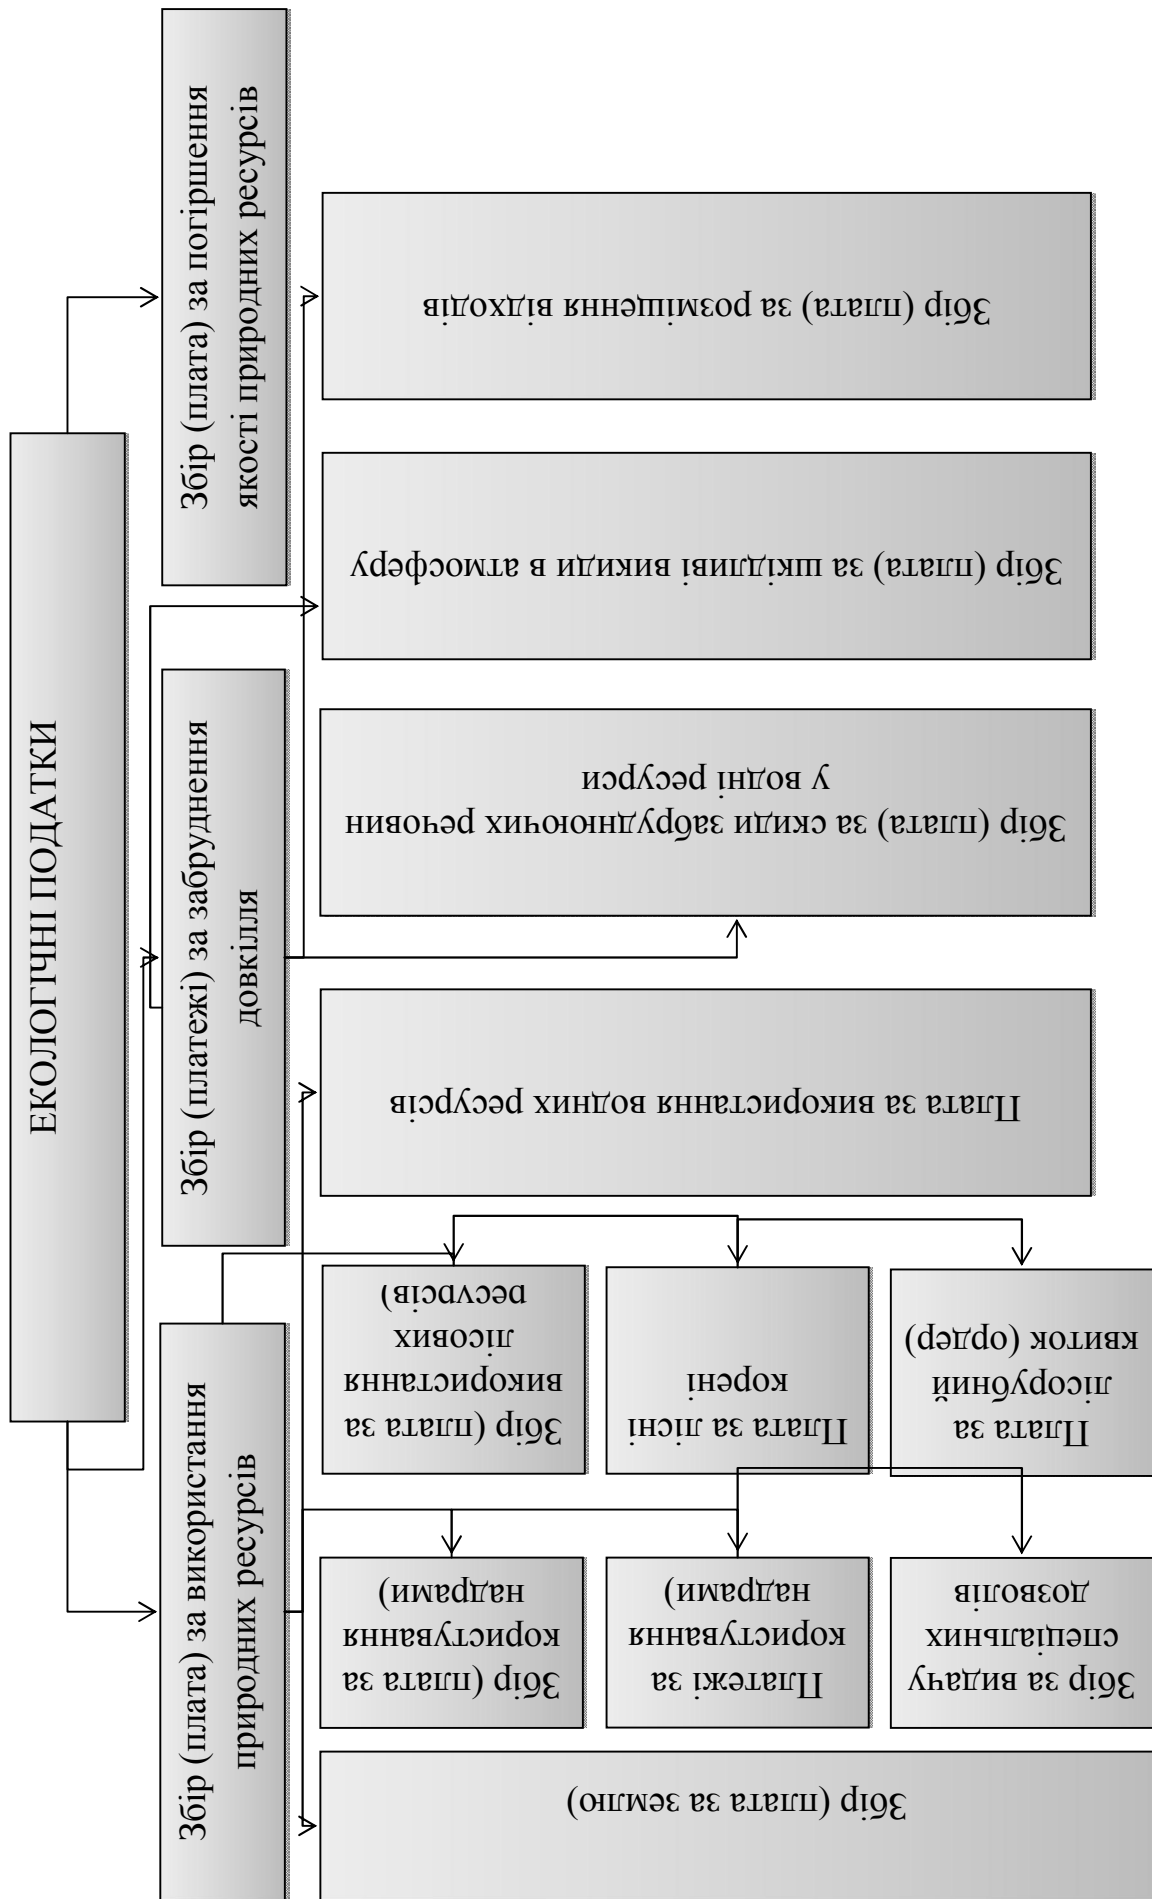 ЕКОЛОГІЧНІ ПОДАТКИ
Збір (плата) за використання
природних ресурсів
Збір (платежі) за забруднення
довкілля
Збір (плата) за погіршення
якості природних ресурсів
Збір (плата за землю)
Збір (плата за
користування
надрами)
Платежі за
користування
надрами)
Збір за видачу
спеціальних
дозволів
Збір (плата за
використання
лісових
ресурсів)
Плата за лісні
корені
Плата за
лісорубний
квиток (ордер)
Плата за використання водних ресурсів
Збір (плата) за скиди забруднюючих речовин
у водні ресурси
Збір (плата) за шкідливі викиди в атмосферу
Збір (плата) за розміщення відходів